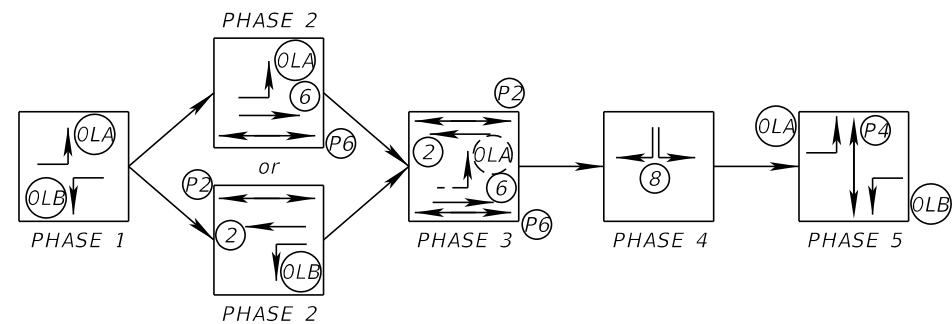 PHASE 2
OLA
6
P6
OLA
OLB
PHASE 1
or
P2
2
OLB
PHASE 2
P2
2
OLA
6
P6
PHASE 3
8
PHASE 4
OLA
P4
OLB
PHASE 5